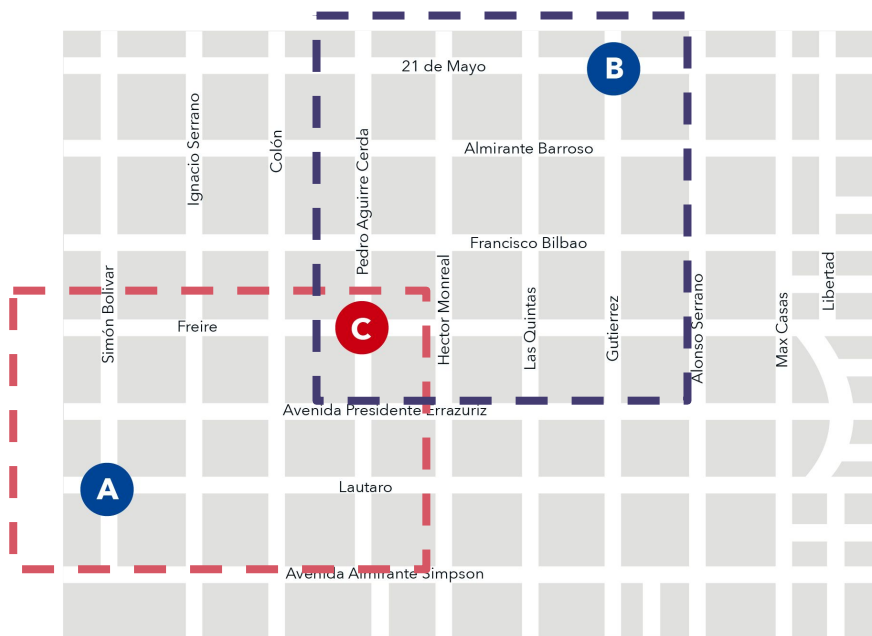 21 de Mayo
B
Ignacio Serrano
Colón
Pedro Aguirre Cerda
Almirante Barroso
Francisco Bilbao
Simón Bolivar
Freire
C
Hector Monreal
Las Quintas
Gutierrez
Alonso Serrano
Max Casas
Libertad
Avenida Presidente Errazuriz
A
Lautaro
Avenida Almirante Simpson